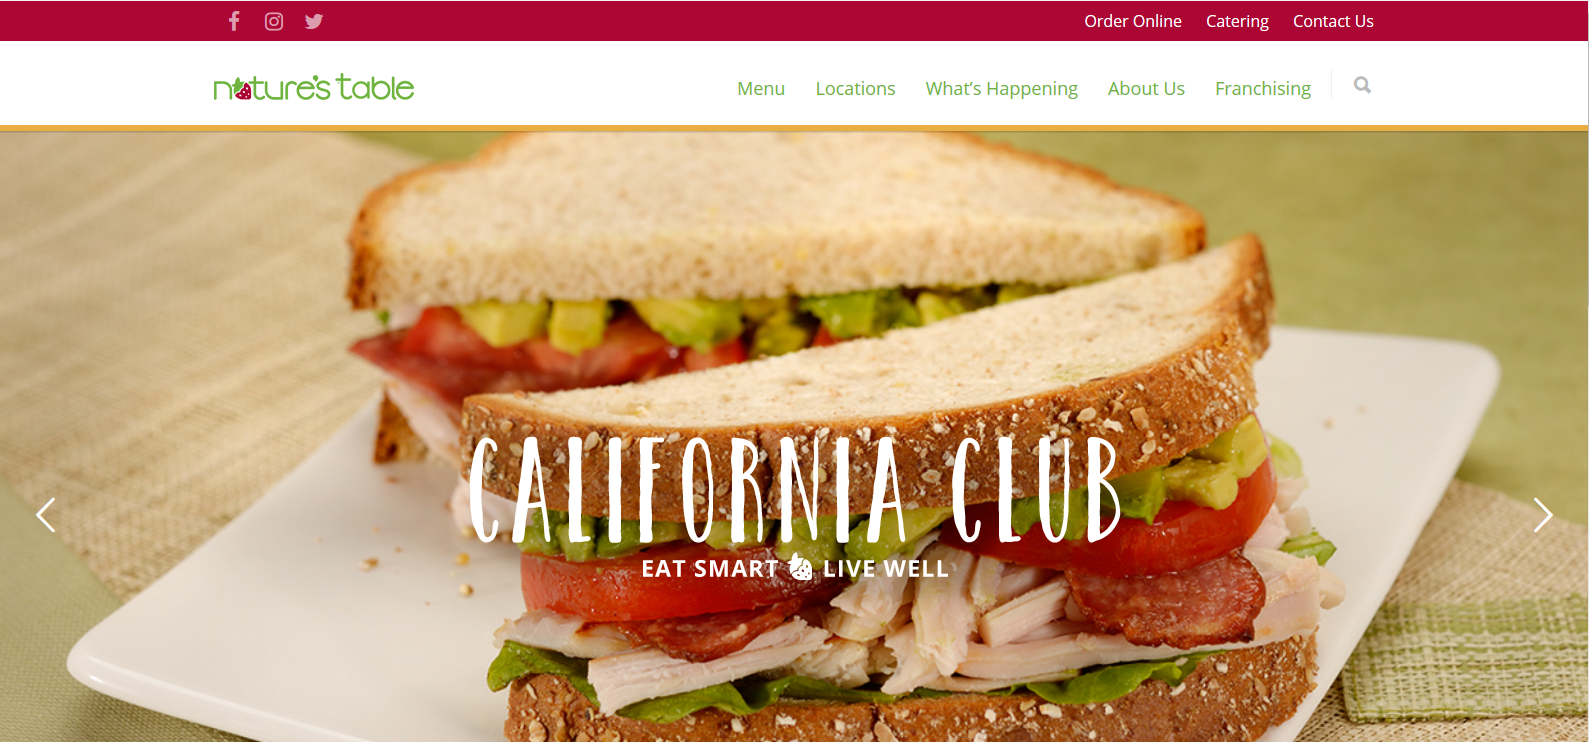 Order Online Catering Contact Us
nature's table
Menu Locations What's Happening About Us Franchising
CALIFORNIA CLUB
EAT SMART LIVE WELL